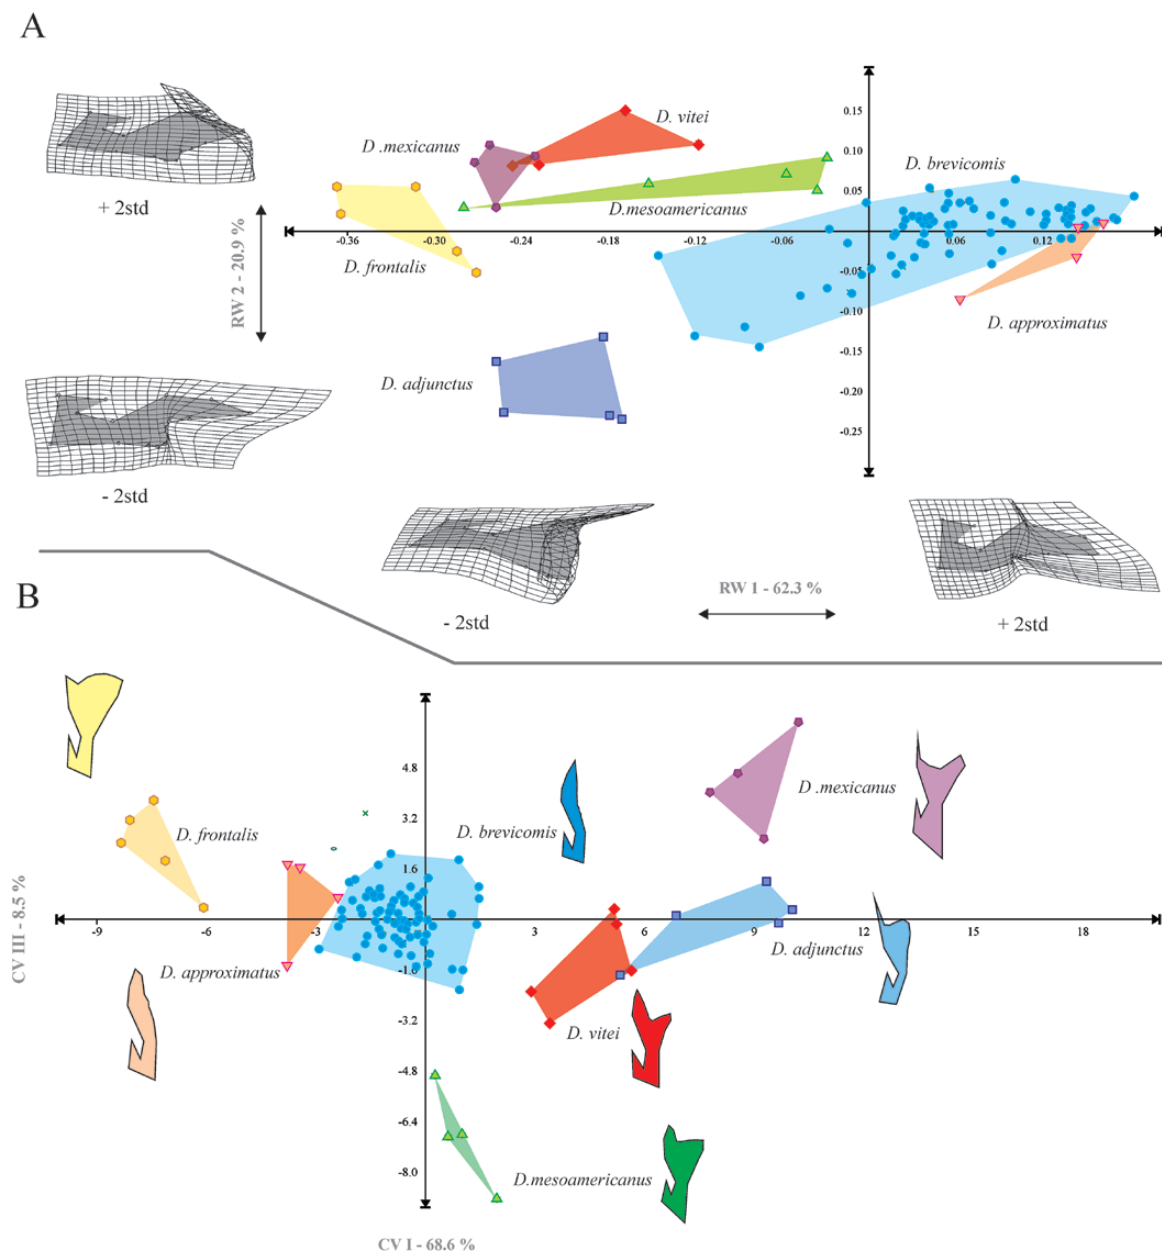 A
D. vitei
D .mexicanus
D. brevicomis
D.mesoamericanus
D. frontalis
D. approximatus
D. adjunctus
0.15
0.10
0.05
-0.36
-0.30
-0.24
-0.18
-0.12
-0.06
0.06
0.12
-0.05
-0.10
-0.15
-0.20
-0.25
+ 2std
RW 2 - 20.9 %
- 2std
- 2std
RW 1 - 62.3 %
+ 2std
B
4.8
3.2
1.6
D. frontalis
D. brevicomis
D .mexicanus
-9
-6
-3
3
6
9
12
15
18
D. approximatus
D. adjunctus
-1.6
D. vitei
-3.2
-4.8
-6.4
-8.0
D.mesoamericanus
CV III - 8.5 %
CV I - 68.6 %